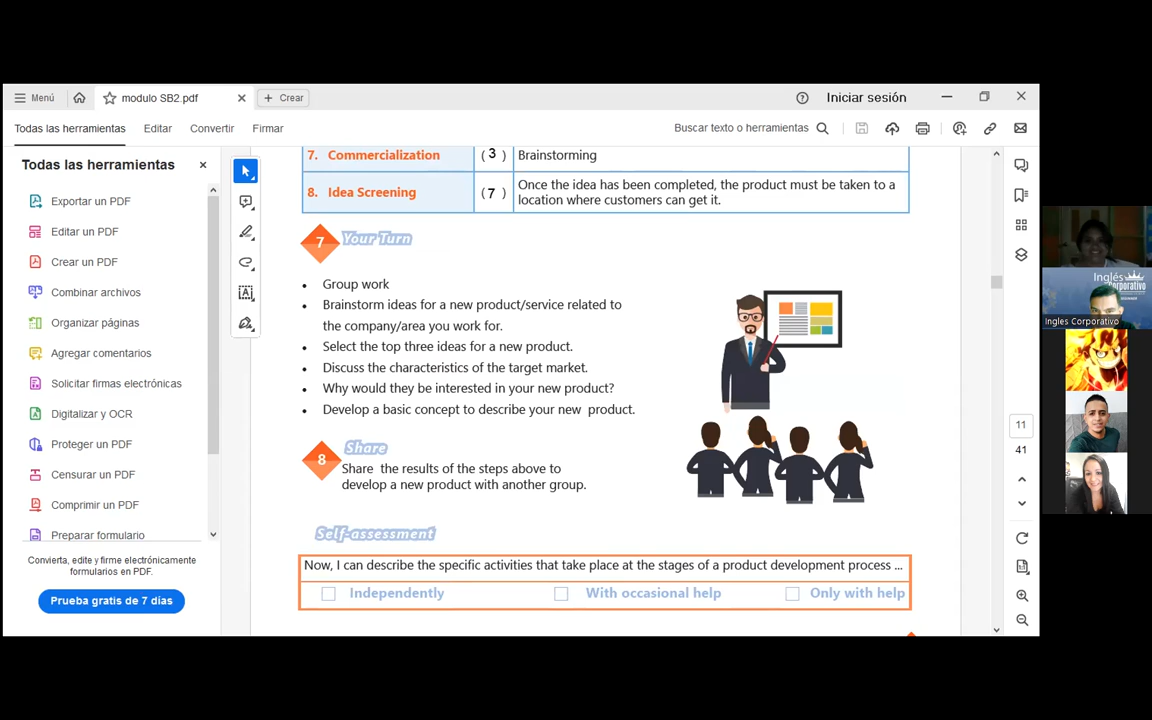 Menú
modulo SB2.pdf
Crear
Iniciar sesión
Todas las herramientas
Editar
Convertir
Firmar
Buscar texto o herramientas
Todas las herramientas
Exportar un PDF
Editar un PDF
Crear un PDF
Combinar archivos
Organizar páginas
Agregar comentarios
Solicitar firmas electrónicas
Digitalizar y OCR
Proteger un PDF
Censurar un PDF
Comprimir un PDF
Preparar formulario
Convierta, edite y firme electrónicamente
formularios en PDF.
Prueba gratis de 7 días
7. Commercialization ( 3 ) Brainstorming
8. Idea Screening ( 7 ) Once the idea has been completed, the product must be taken to a
location where customers can get it.
7 Your Turn
• Group work
• Brainstorm ideas for a new product/service related to
the company/area you work for.
• Select the top three ideas for a new product.
• Discuss the characteristics of the target market.
• Why would they be interested in your new product?
• Develop a basic concept to describe your new product.
8 Share
Share the results of the steps above to
develop a new product with another group.
Self-assessment
Now, I can describe the specific activities that take place at the stages of a product development process ...
Independently With occasional help Only with help
11
41
Inglés
Corporativo
Ingles Corporativo